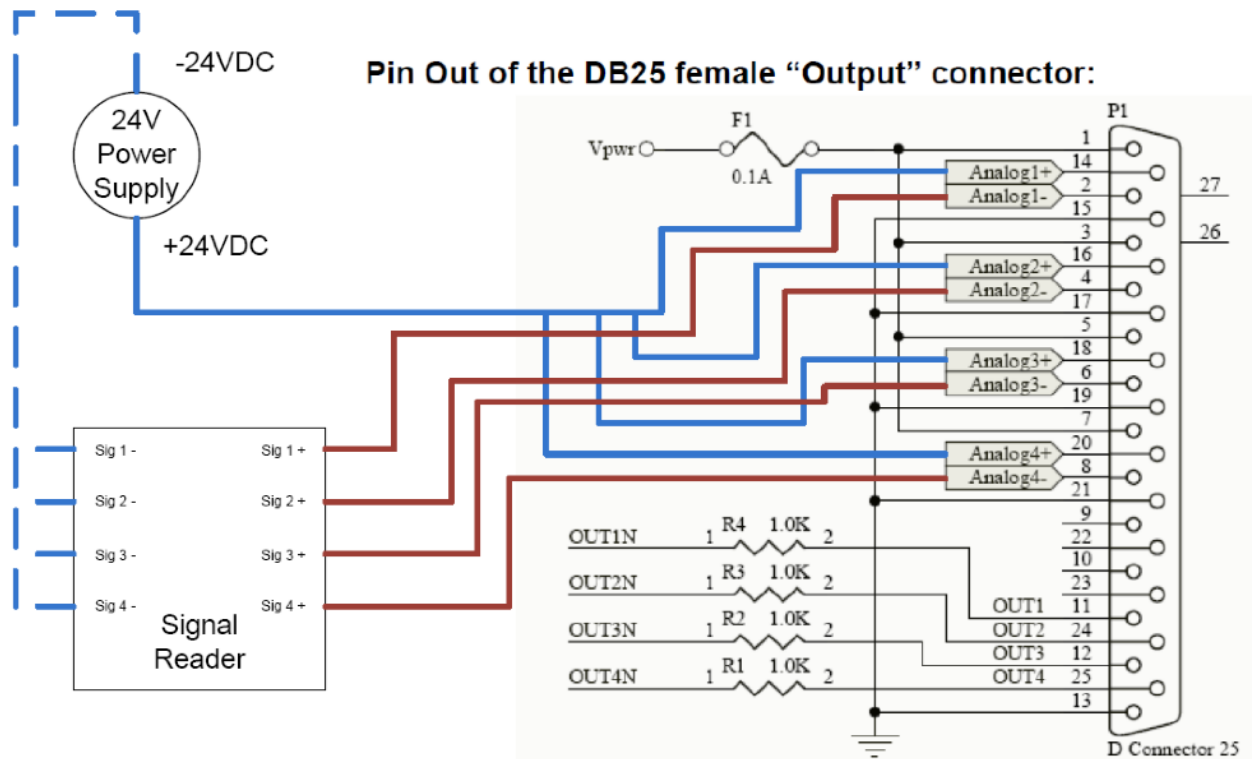 -24VDC
Pin Out of the DB25 female “Output” connector:
24V
Power
Supply
+24VDC
P1
F1
Vpwr
0.1A
1
Analog1+ 14
Analog1- 2
15
3
Analog2+ 16
Analog2- 4
17
5
Analog3+ 18
Analog3- 6
19
7
Analog4+ 20
Analog4- 8
21
9
22
10
23
OUT1 11
OUT2 24
OUT3 12
OUT4 25
13
27
26
D Connector 25
OUT1N 1 R4 1.0K 2
OUT2N 1 R3 1.0K 2
OUT3N 1 R2 1.0K 2
OUT4N 1 R1 1.0K 2
Sig 1 - Sig 1 +
Sig 2 - Sig 2 +
Sig 3 - Sig 3 +
Sig 4 - Sig 4 +
Signal
Reader